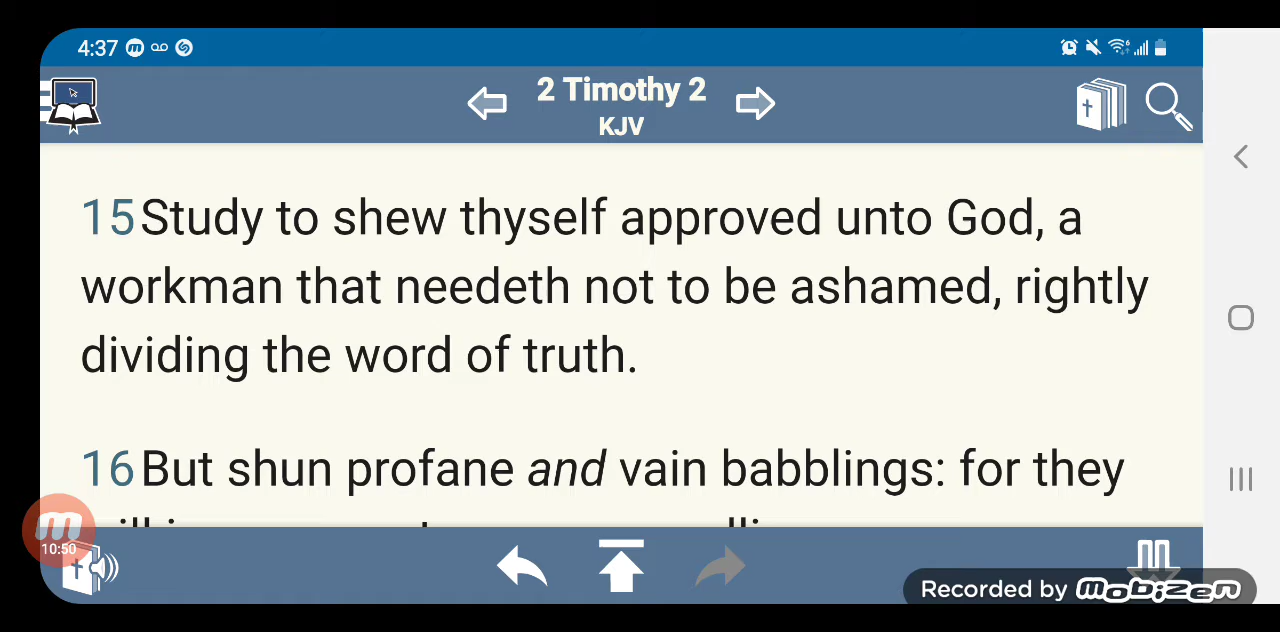 4:37
2 Timothy 2
KJV
15 Study to shew thyself approved unto God, a
workman that needeth not to be ashamed, rightly
dividing the word of truth.
16 But shun profane and vain babblings: for they
10:50
Recorded by Mobizen